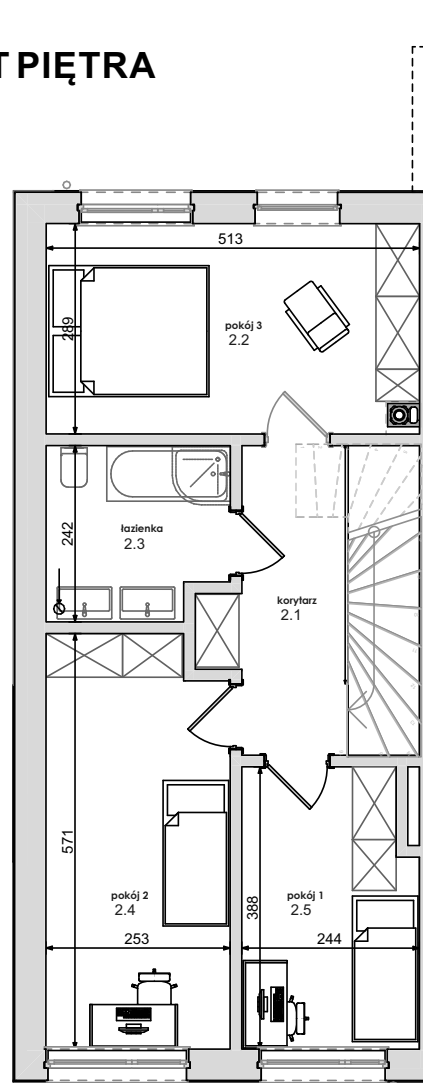 T PIĘTRA
513
289
pokój 3
2.2
242
łazienka
2.3
korytarz
2.1
571
pokój 2
2.4
253
388
pokój 1
2.5
244